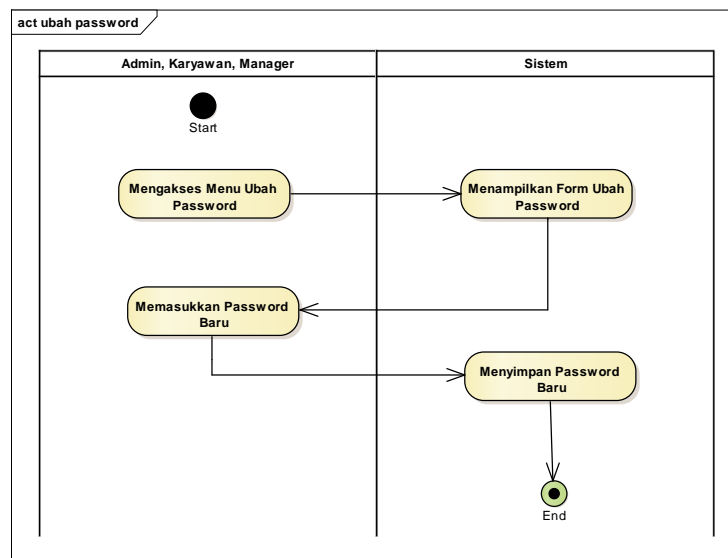 act ubah password
Admin, Karyawan, Manager
Sistem
Start
Mengakses Menu Ubah
Password
Menampilkan Form Ubah
Password
Memasukkan Password
Baru
Menyimpan Password
Baru
End